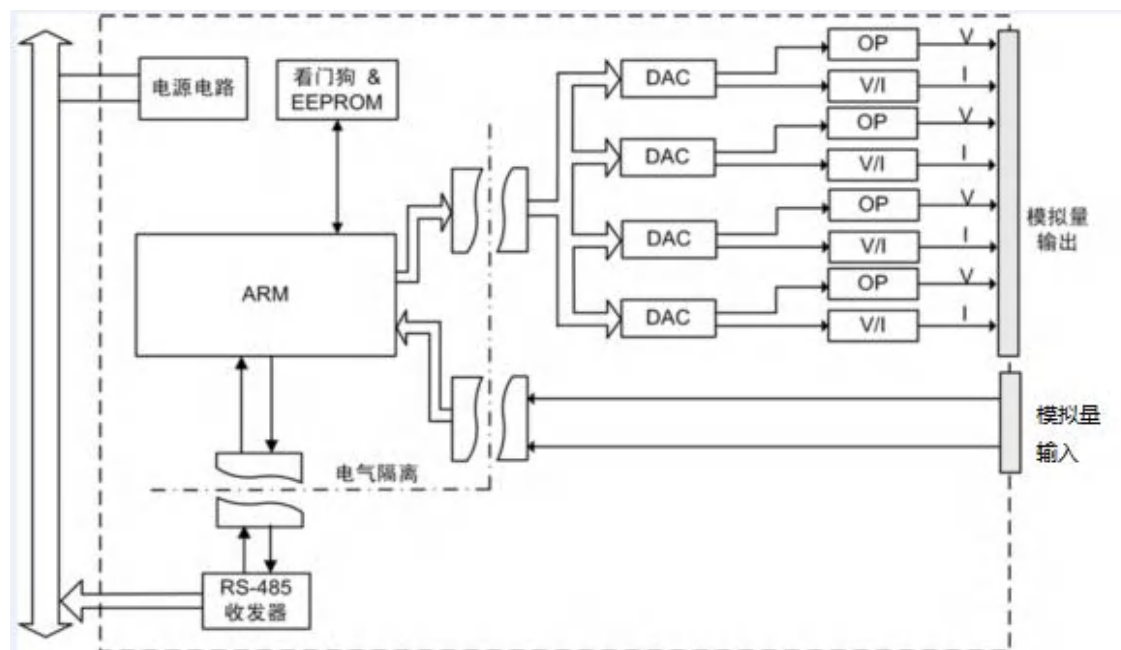 电源电路
看门狗 &
EEPROM
ARM
电气隔离
RS-485
收发器
DAC
OP
V
V/I
I
DAC
OP
V
V/I
I
DAC
OP
V
V/I
I
DAC
OP
V
V/I
I
模拟量
输出
模拟量
输入